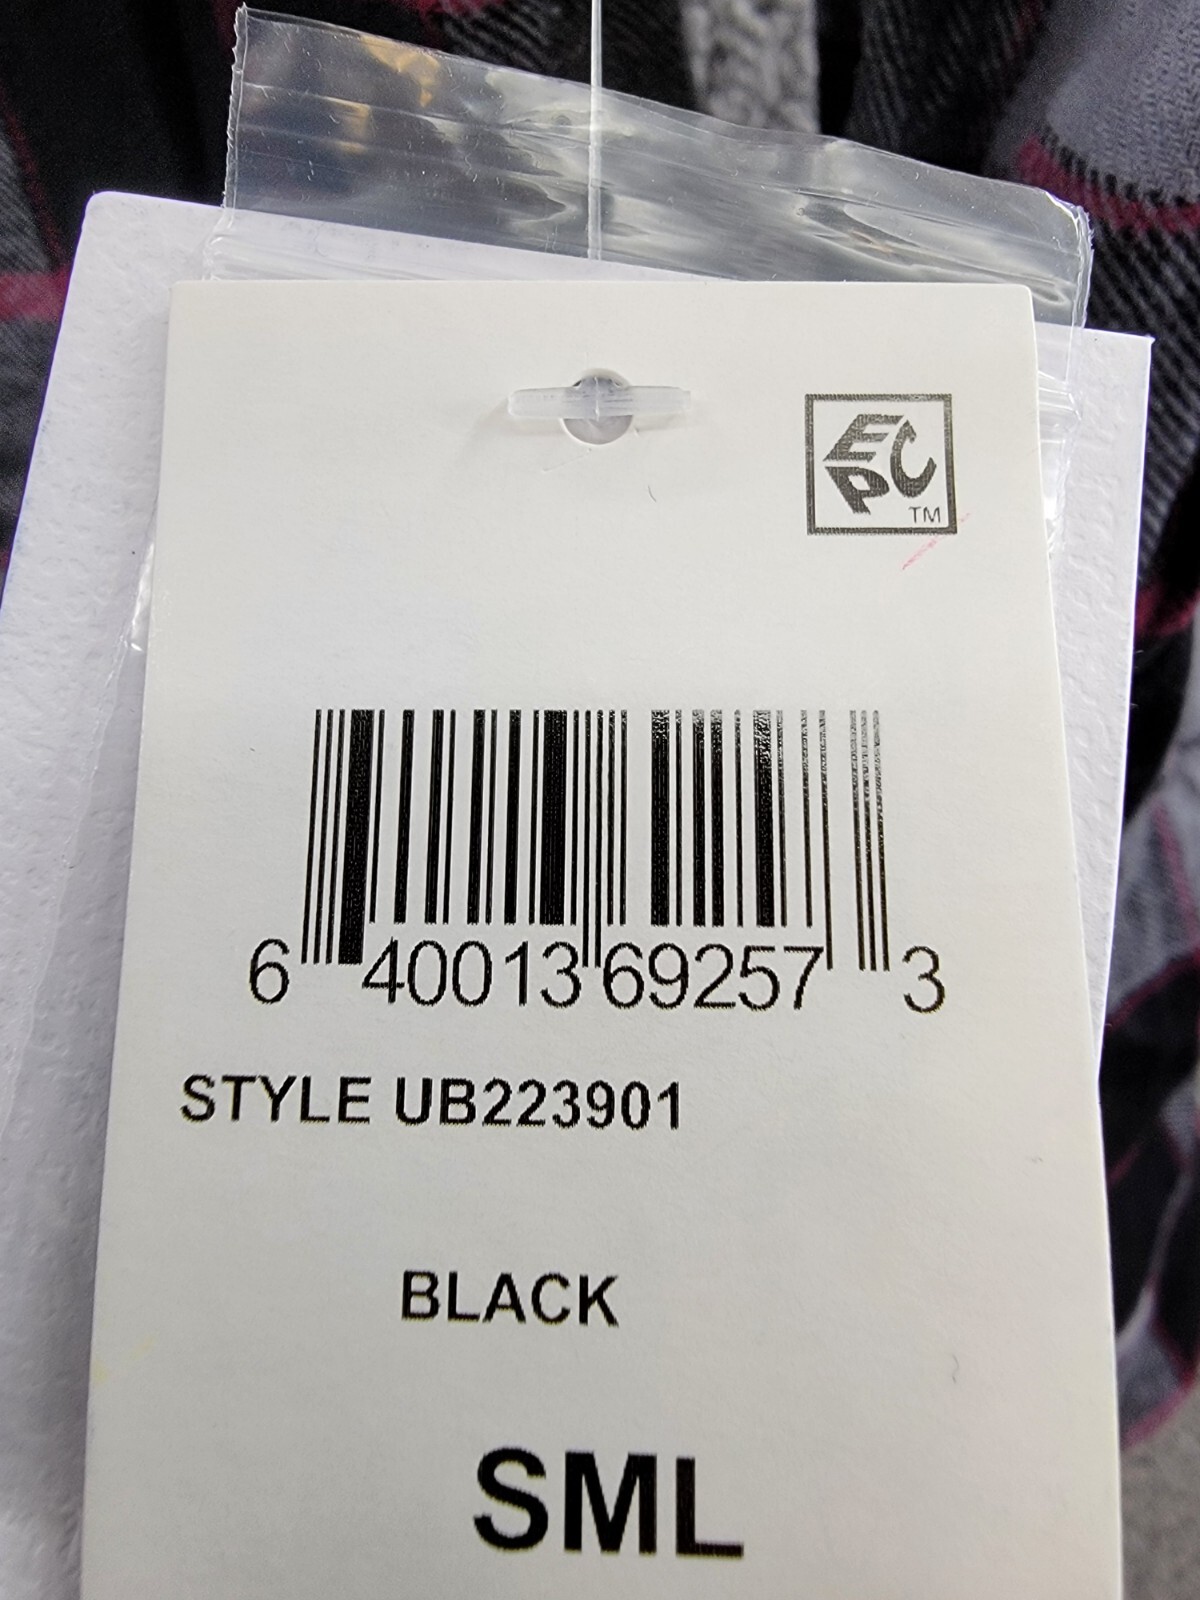 EPC
TM
6 40013 69257 3
STYLE UB223901
BLACK
SML